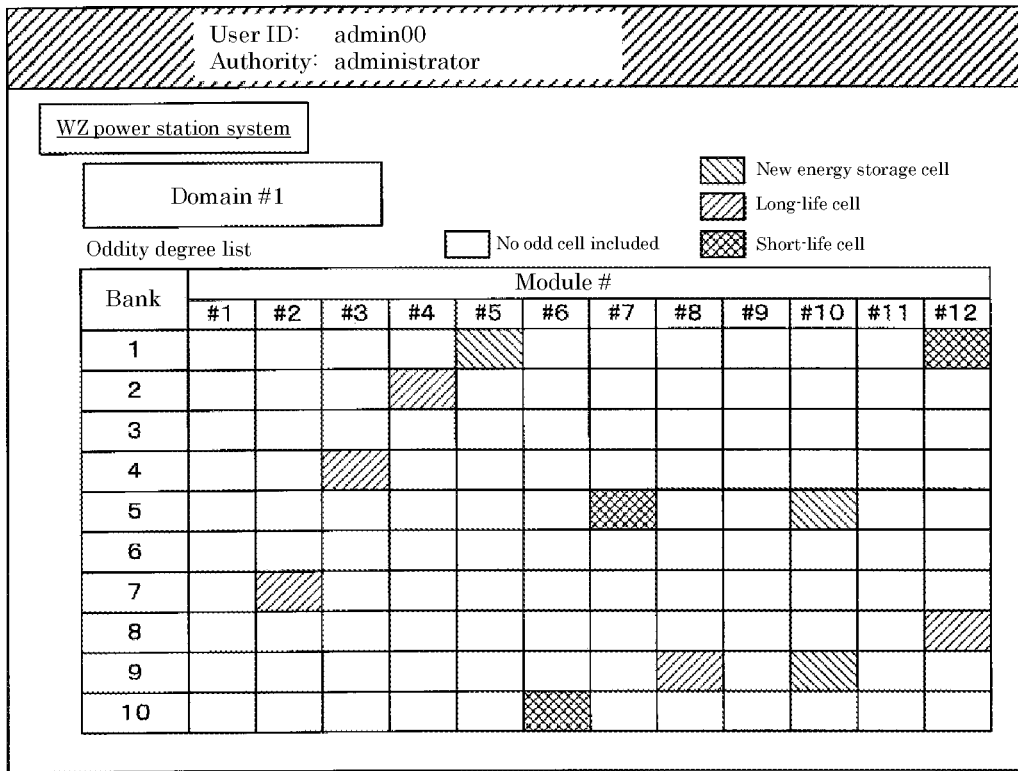 User ID: admin00
Authority: administrator
WZ power station system
Domain #1
New energy storage cell
Long-life cell
Oddity degree list
No odd cell included
Short-life cell
Bank
Module #
#1 #2 #3 #4 #5 #6 #7 #8 #9 #10 #11 #12
1
2
3
4
5
6
7
8
9
10